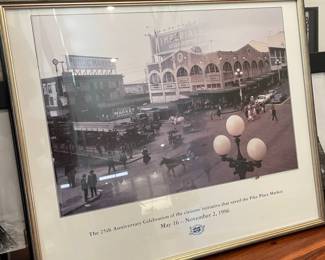 MARKET
The 25th Anniversary Celebration of the citizens' initiative that saved the Pike Place Market.
May 16 – November 2, 1996